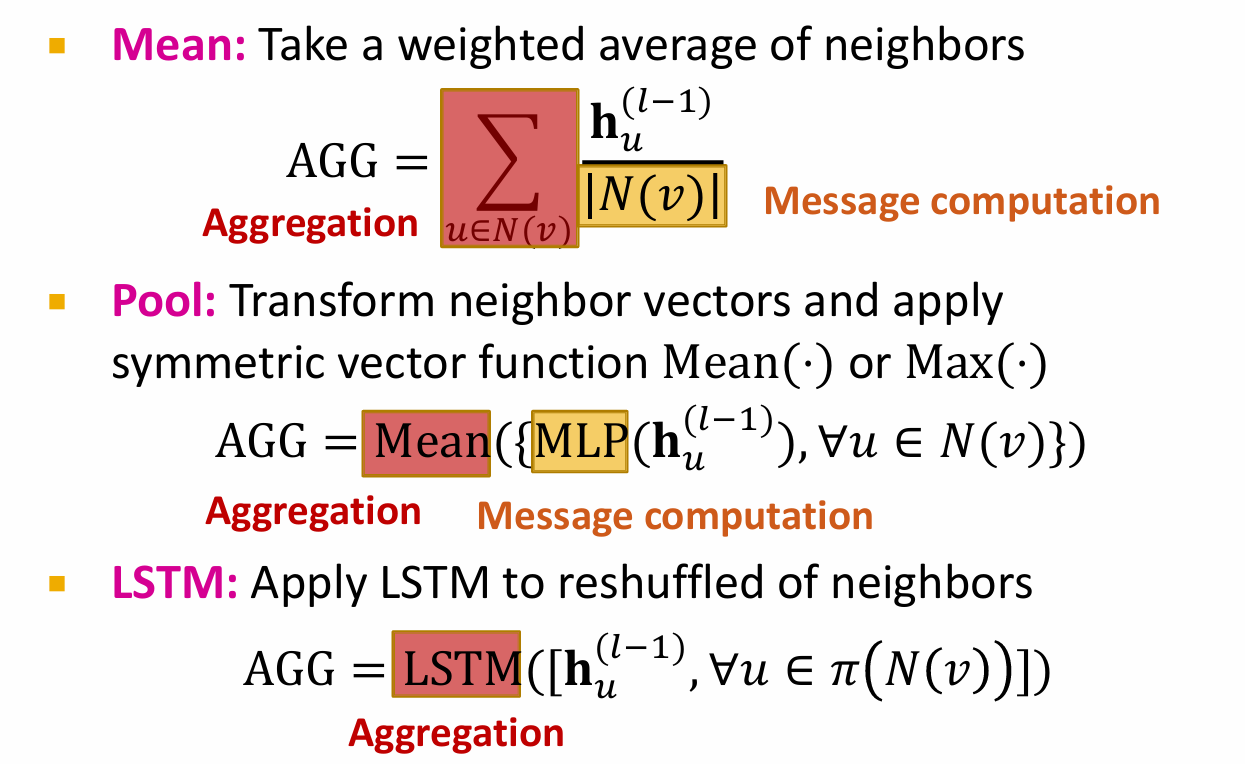 ▪ Mean: Take a weighted average of neighbors
AGG = ∑_{u∈N(v)} 𝐡_u^{(l−1)} / |N(v)|
Aggregation
Message computation
▪ Pool: Transform neighbor vectors and apply
symmetric vector function Mean(·) or Max(·)
AGG = Mean({MLP(𝐡_u^{(l−1)}), ∀u ∈ N(v)})
Aggregation Message computation
▪ LSTM: Apply LSTM to reshuffled of neighbors
AGG = LSTM([𝐡_u^{(l−1)}, ∀u ∈ π(N(v))])
Aggregation